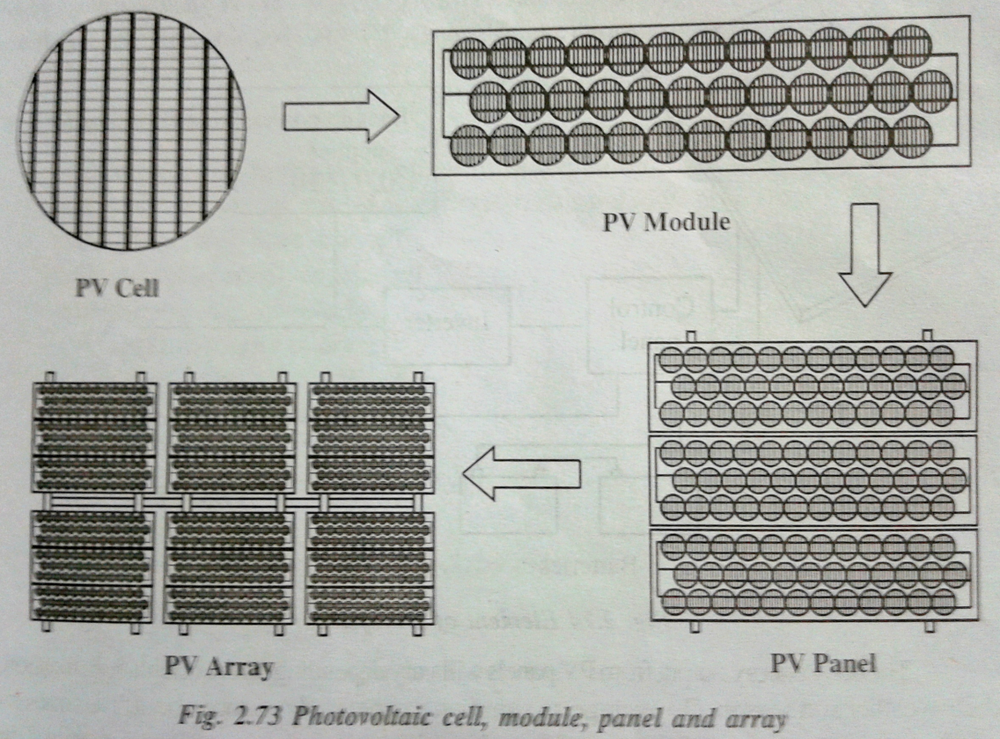 PV Cell
PV Module
PV Array
PV Panel
Fig. 2.73 Photovoltaic cell, module, panel and array